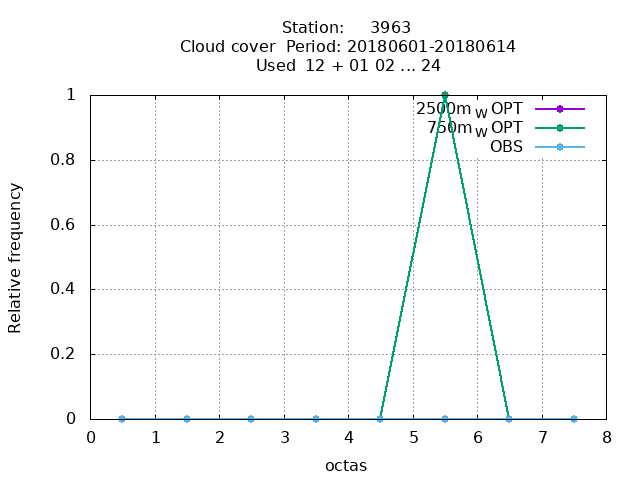 Station: 3963
Cloud cover Period: 20180601-20180614
Used 12 + 01 02 ... 24
1
0.8
0.6
0.4
0.2
0
0 1 2 3 4 5 6 7 8
Relative frequency
octas
2500m W OPT
750m W OPT
OBS